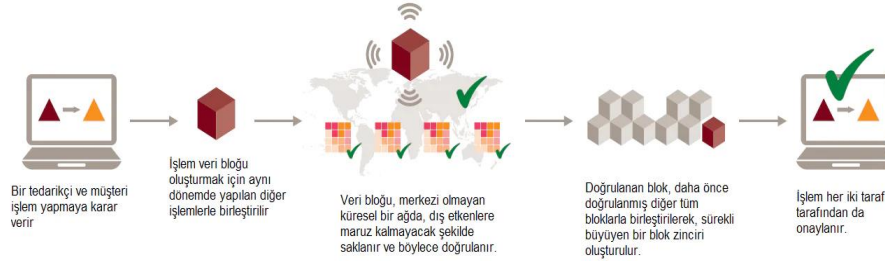 Bir tedarikçi ve müşteri
işlem yapmaya karar
verir
İşlem veri bloğu
oluşturmak için aynı
dönemde yapılan diğer
işlemlerle birleştirilir
Veri bloğu, merkezi olmayan
küresel bir ağda, dış etkenlere
maruz kalmayacak şekilde
saklanır ve böylece doğrulanır.
Doğrulanan blok, daha önce
doğrulanmış diğer tüm
bloklarla birleştirilerek, sürekli
büyüyen bir blok zinciri
oluşturulur.
İşlem her iki taraf
tarafından da
onaylanır.